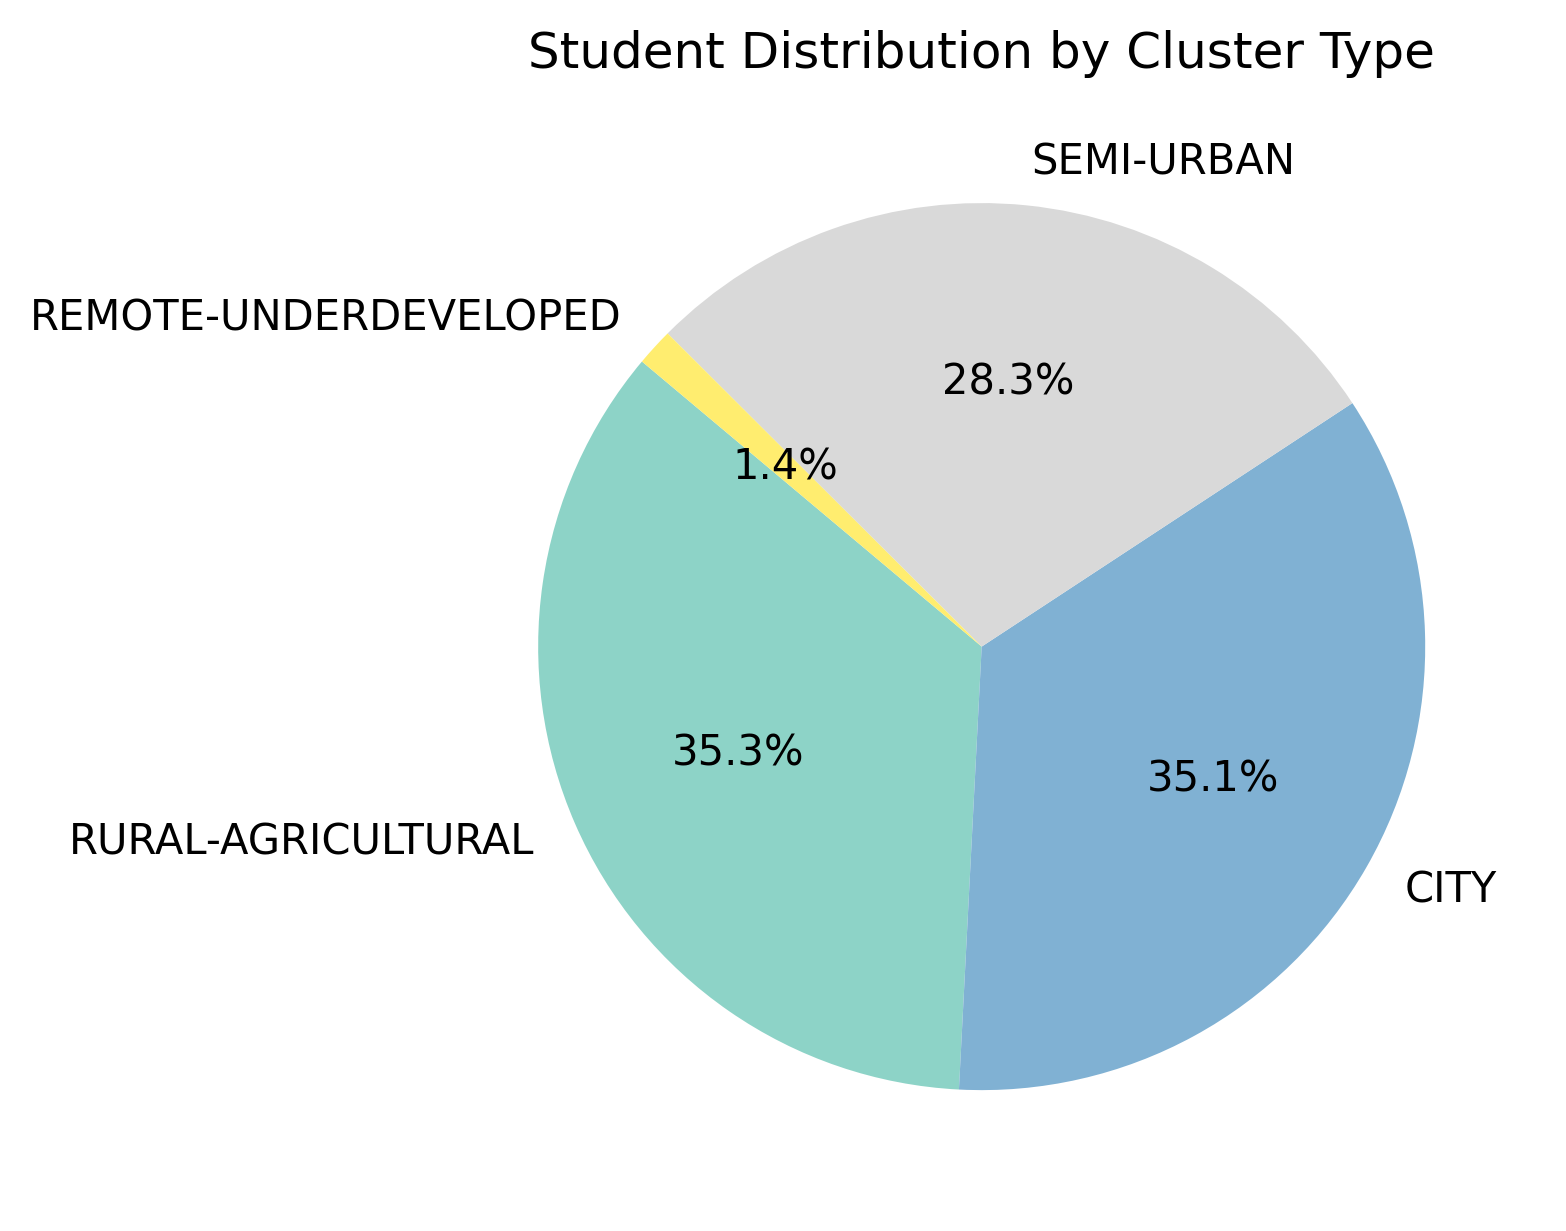 Student Distribution by Cluster Type
SEMI-URBAN
REMOTE-UNDERDEVELOPED
28.3%
1.4%
35.3%
35.1%
RURAL-AGRICULTURAL
CITY